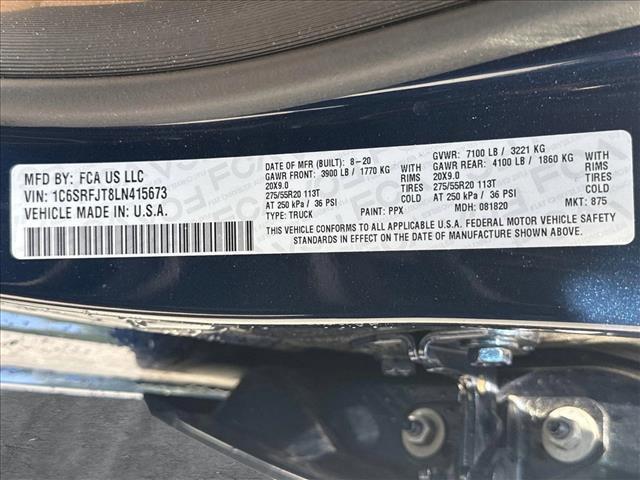 MFD BY: FCA US LLC
VIN: 1C6SRFJT8LN415673
VEHICLE MADE IN: U.S.A.
DATE OF MFR (BUILT): 8-20
GAWR FRONT: 3900 LB / 1770 KG WITH
20X9.0 RIMS
275/55R20 113T TIRES
AT 250 kPa / 36 PSI COLD
TYPE: TRUCK PAINT: PPX
GVWR: 7100 LB / 3221 KG
GAWR REAR: 4100 LB / 1860 KG WITH
20X9.0 RIMS
275/55R20 113T TIRES
AT 250 kPa / 36 PSI COLD
MDH: 081820 MKT: 875
THIS VEHICLE CONFORMS TO ALL APPLICABLE U.S.A. FEDERAL MOTOR VEHICLE SAFETY
STANDARDS IN EFFECT ON THE DATE OF MANUFACTURE SHOWN ABOVE.